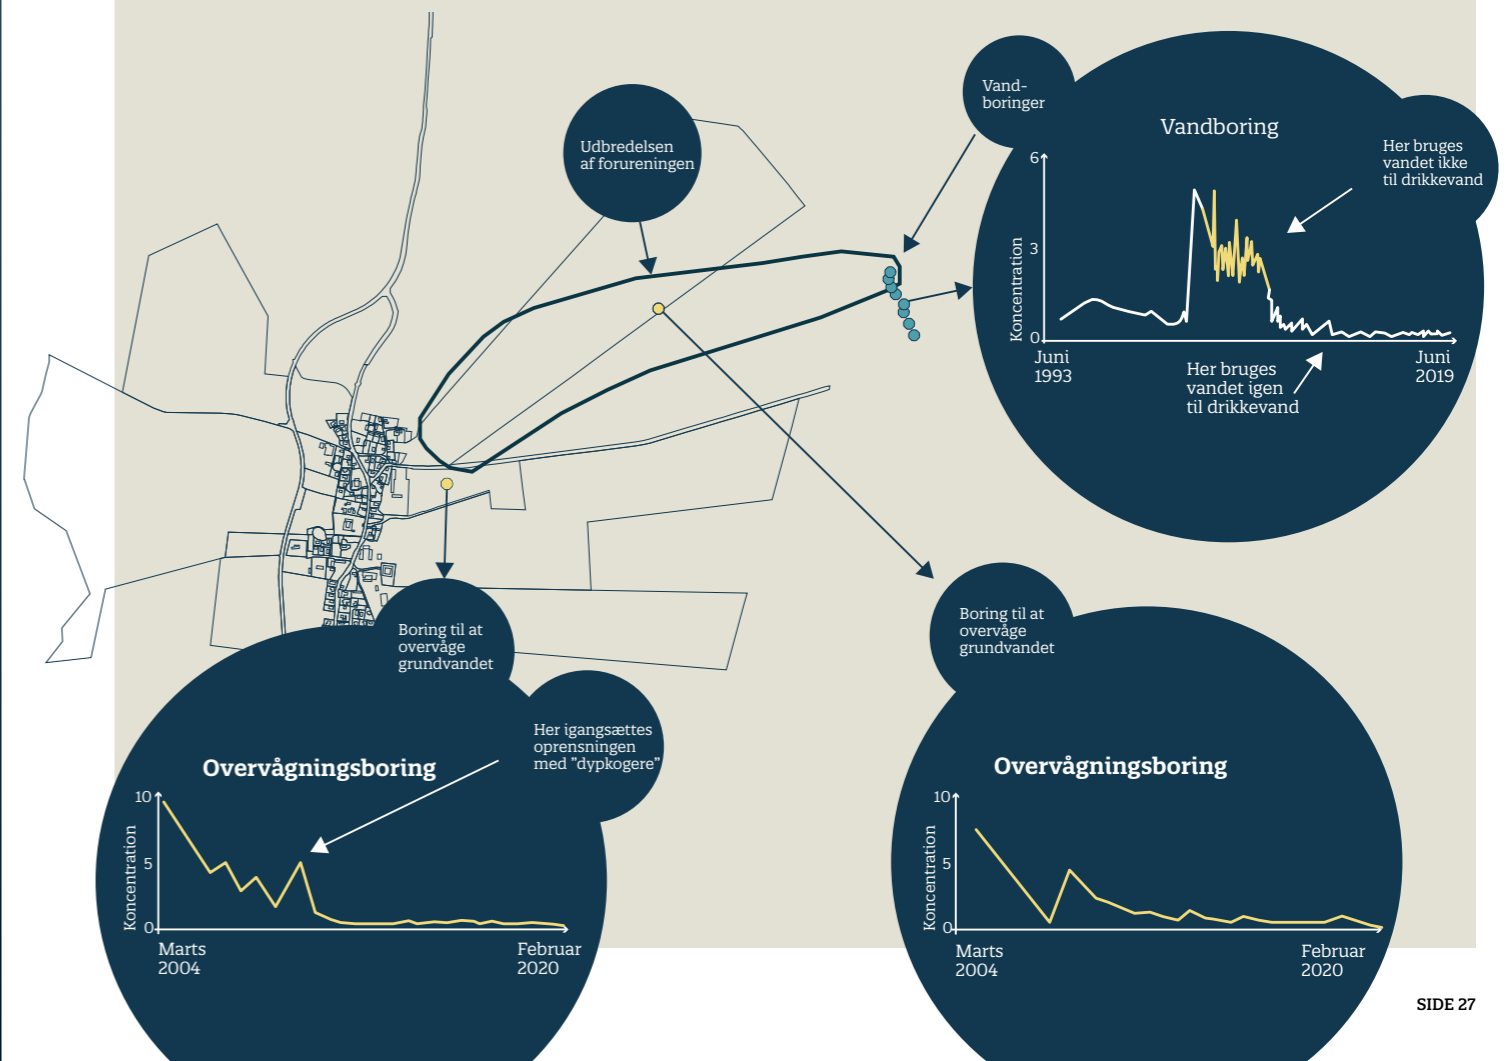 Udbredelsen
af forureningen
Vand-
boringer
Vandboring
Her bruges
vandet ikke
til drikkevand
6
3
0
Koncentration
Juni
1993
Juni
2019
Her bruges
vandet igen
til drikkevand
Boring til at
overvåge
grundvandet
Her igangsættes
oprensningen
med ”dypkogere”
Overvågningsboring
10
5
0
Koncentration
Marts
2004
Februar
2020
Boring til at
overvåge
grundvandet
Overvågningsboring
10
5
0
Koncentration
Marts
2004
Februar
2020
SIDE 27